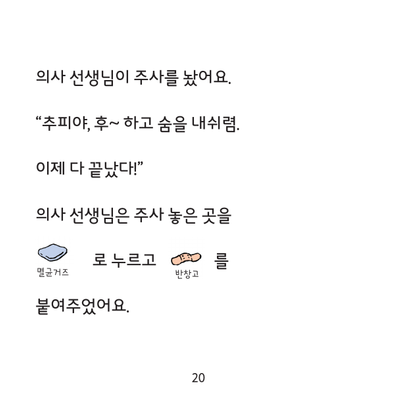 의사 선생님이 주사를 놨어요.
“추피야, 후~ 하고 숨을 내쉬렴.
이제 다 끝났다!”
의사 선생님은 주사 놓은 곳을
멸균거즈 로 누르고 반창고 를
붙여주었어요.
20